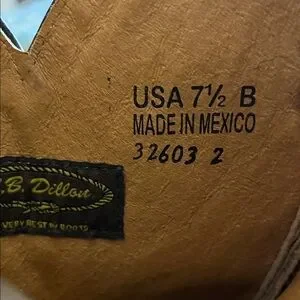 USA 7½ B
MADE IN MEXICO
32603 2
.B. Dillon
VERY BEST IN BOOTS